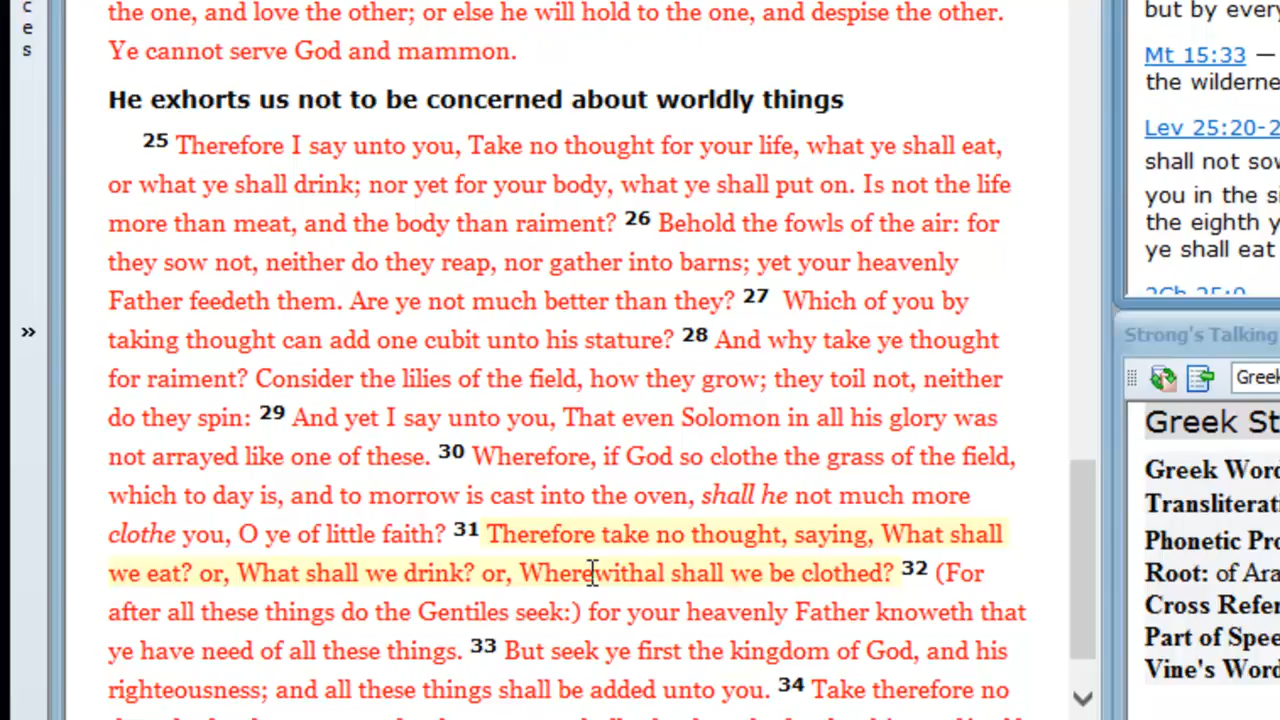 c
e
s
»
the one, and love the other; or else he will hold to the one, and despise the other.
Ye cannot serve God and mammon.
He exhorts us not to be concerned about worldly things
25 Therefore I say unto you, Take no thought for your life, what ye shall eat,
or what ye shall drink; nor yet for your body, what ye shall put on. Is not the life
more than meat, and the body than raiment? 26 Behold the fowls of the air: for
they sow not, neither do they reap, nor gather into barns; yet your heavenly
Father feedeth them. Are ye not much better than they? 27 Which of you by
taking thought can add one cubit unto his stature? 28 And why take ye thought
for raiment? Consider the lilies of the field, how they grow; they toil not, neither
do they spin: 29 And yet I say unto you, That even Solomon in all his glory was
not arrayed like one of these. 30 Wherefore, if God so clothe the grass of the field,
which to day is, and to morrow is cast into the oven, shall he not much more
clothe you, O ye of little faith? 31 Therefore take no thought, saying, What shall
we eat? or, What shall we drink? or, Wherewithal shall we be clothed? 32 (For
after all these things do the Gentiles seek:) for your heavenly Father knoweth that
ye have need of all these things. 33 But seek ye first the kingdom of God, and his
righteousness; and all these things shall be added unto you. 34 Take therefore no
but by every
Mt 15:33 —
the wilderne
Lev 25:20-2
shall not sow
you in the si
the eighth y
ye shall eat
Strong's Talking
Greek
Greek St
Greek Word
Transliterati
Phonetic Pro
Root: of Ara
Cross Refer
Part of Spee
Vine's Word